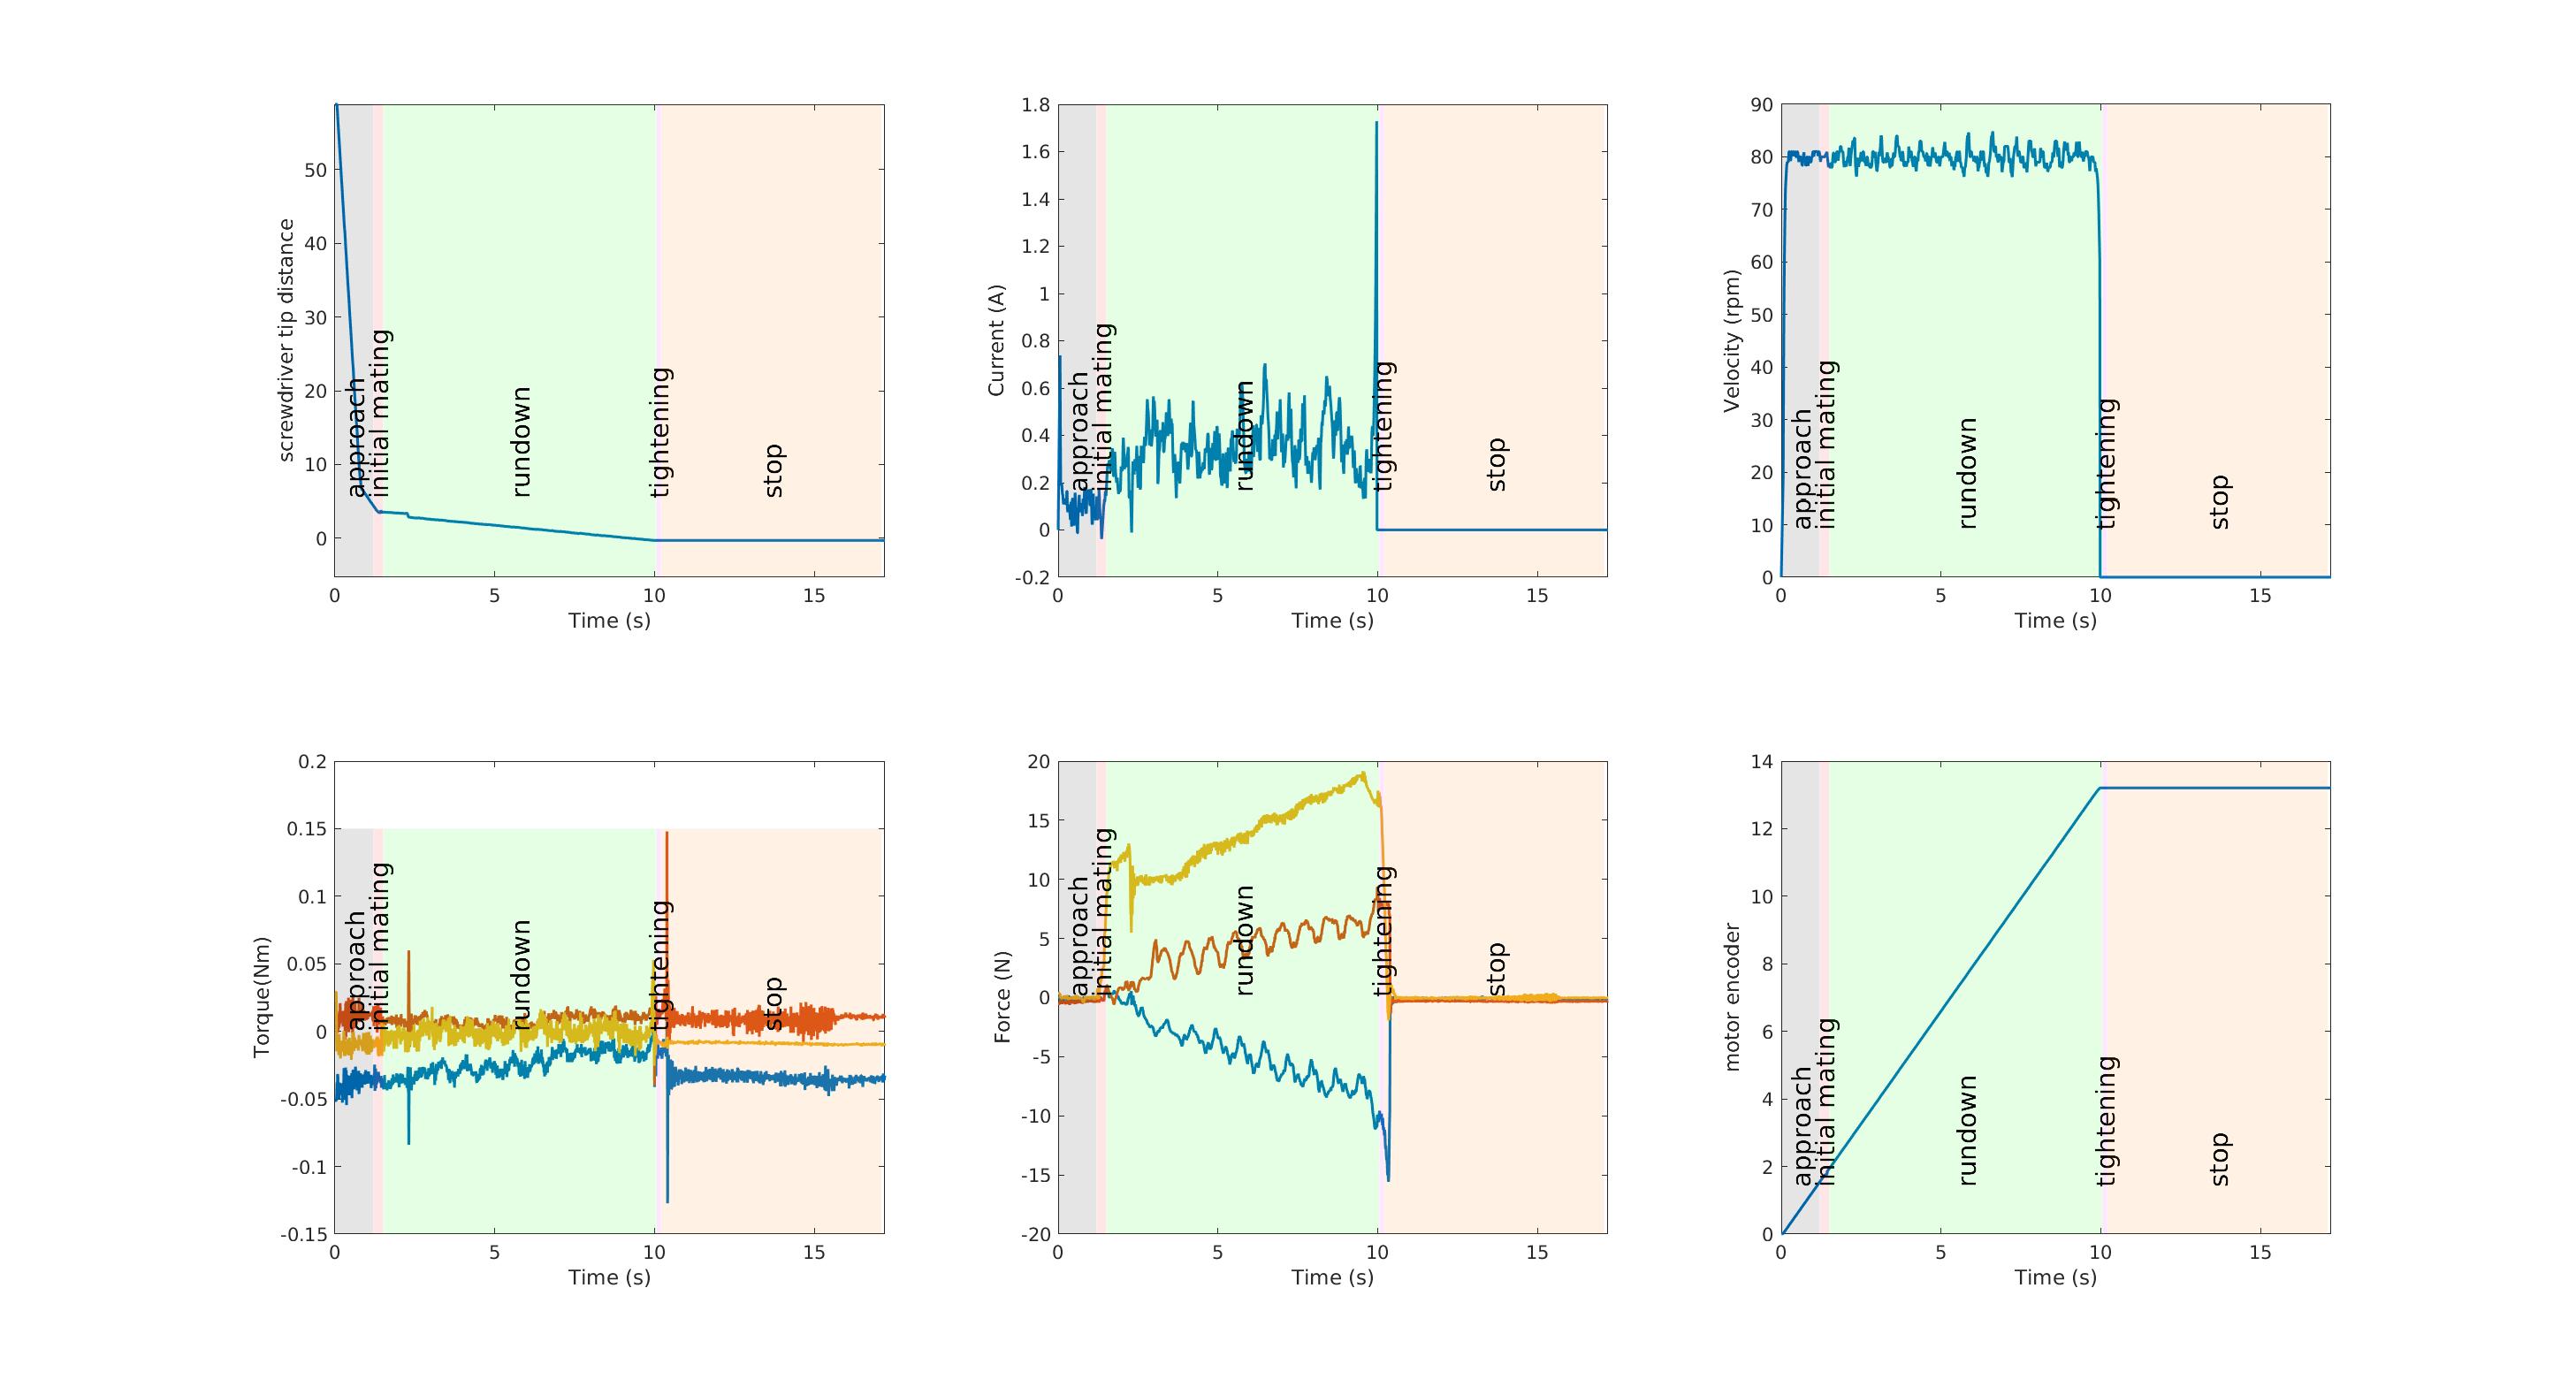 screwdriver tip distance
50
40
30
20
10
0
approach
initial mating
rundown
tightening
stop
0 5 10 15
Time (s)
Current (A)
1.8
1.6
1.4
1.2
1
0.8
0.6
0.4
0.2
0
-0.2
approach
initial mating
rundown
tightening
stop
0 5 10 15
Time (s)
Velocity (rpm)
90
80
70
60
50
40
30
20
10
0
approach
initial mating
rundown
tightening
stop
0 5 10 15
Time (s)
Torque(Nm)
0.2
0.15
0.1
0.05
0
-0.05
-0.1
-0.15
approach
initial mating
rundown
tightening
stop
0 5 10 15
Time (s)
Force (N)
20
15
10
5
0
-5
-10
-15
-20
approach
initial mating
rundown
tightening
stop
0 5 10 15
Time (s)
motor encoder
14
12
10
8
6
4
2
0
approach
initial mating
rundown
tightening
stop
0 5 10 15
Time (s)